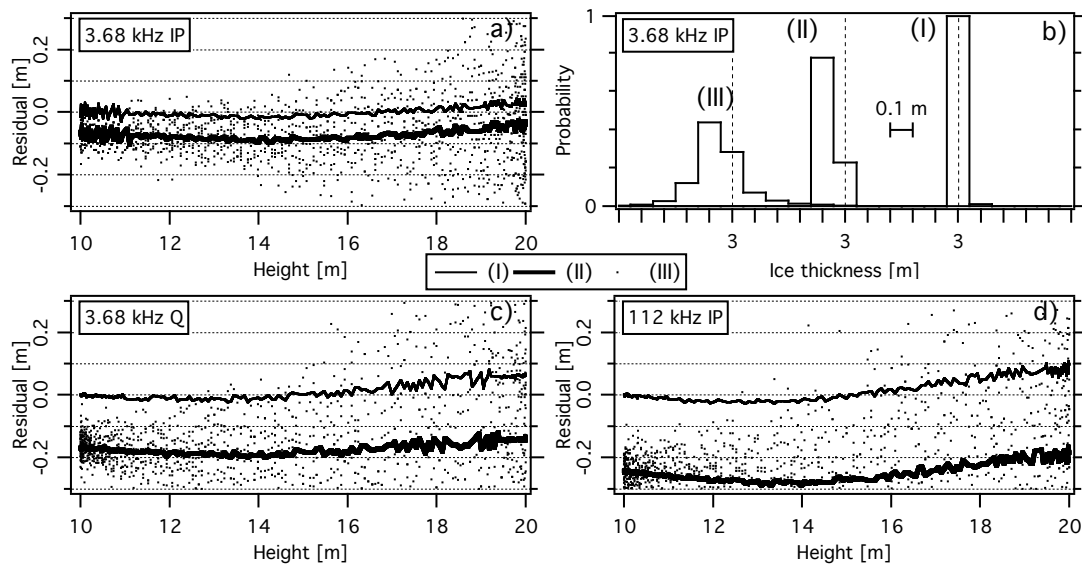 3.68 kHz IP
a)
Residual [m]
0.2
0.0
-0.2
10 12 14 16 18 20
Height [m]
3.68 kHz IP
(II)
(I)
b)
(III)
0.1 m
Probability
1
0
3 3 3
Ice thickness [m]
(I) (II) (III)
3.68 kHz Q
c)
Residual [m]
0.2
0.0
-0.2
10 12 14 16 18 20
Height [m]
112 kHz IP
d)
Residual [m]
0.2
0.0
-0.2
10 12 14 16 18 20
Height [m]